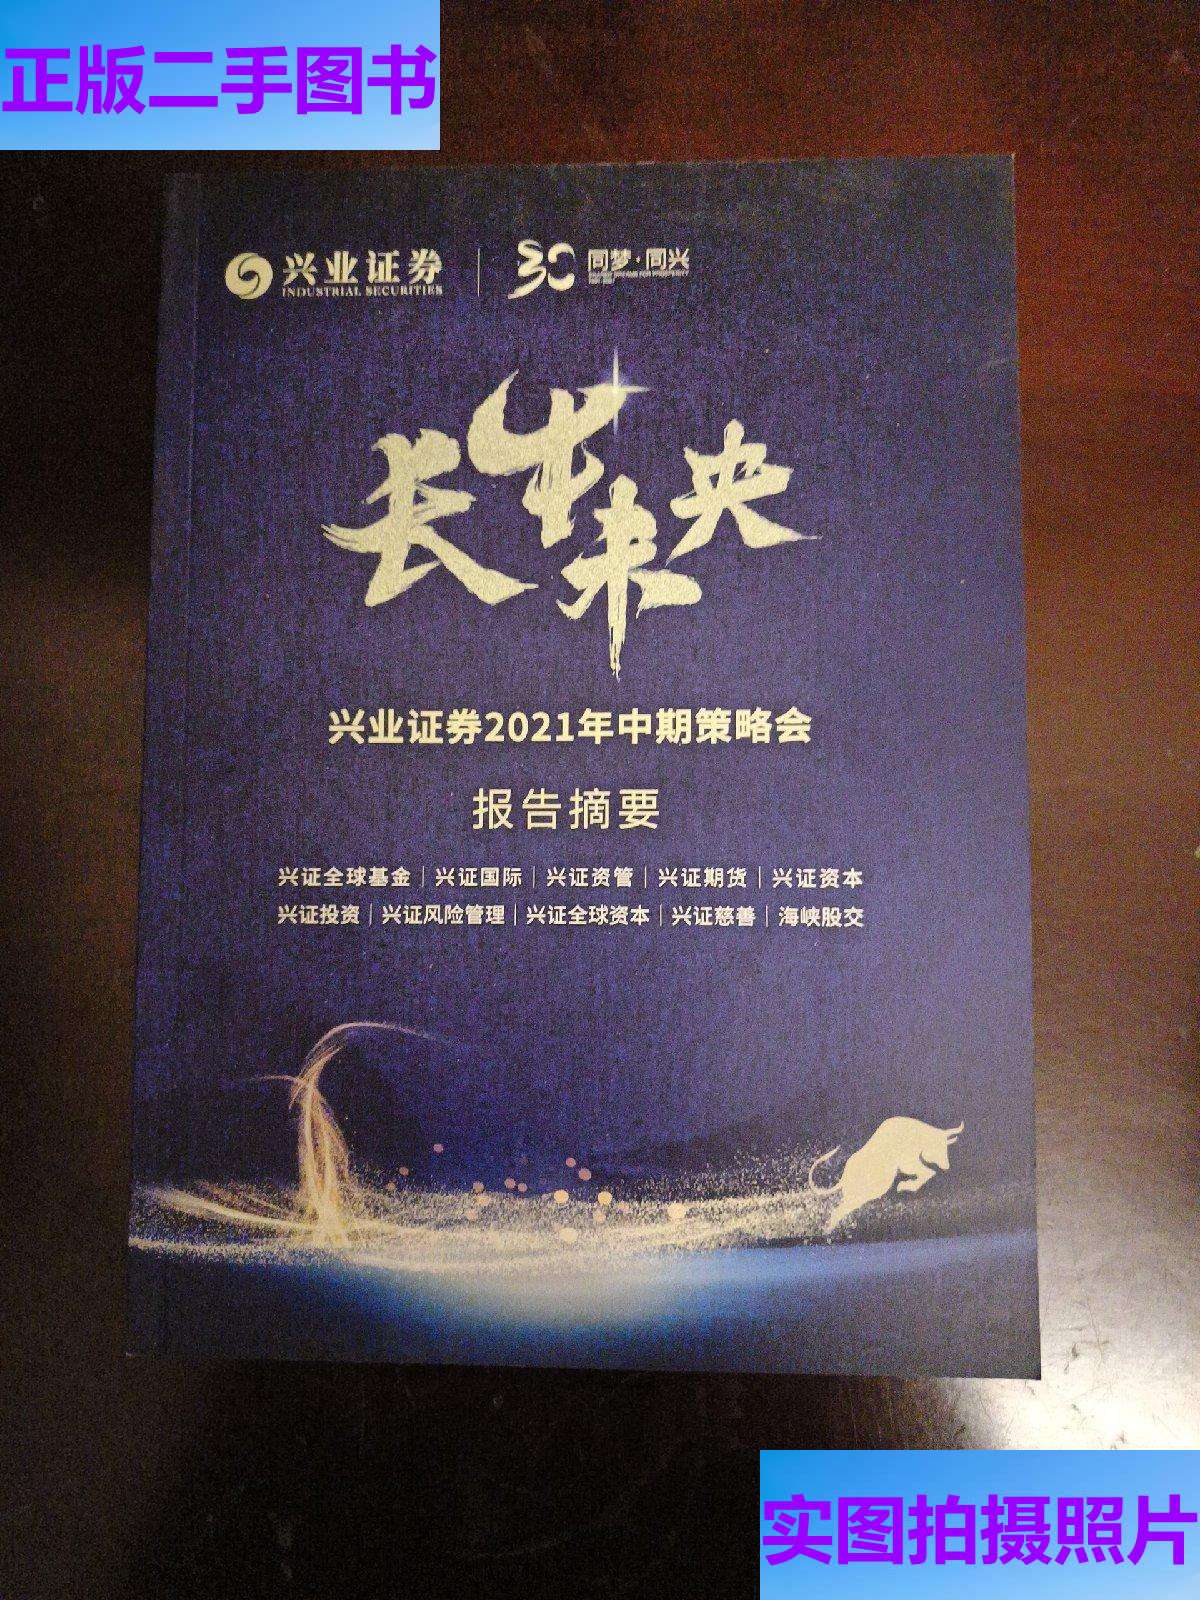 正版二手图书
兴业证券
INDUSTRIAL SECURITIES
30
同梦·同兴
长牛未央
兴业证券2021年中期策略会
报告摘要
兴证全球基金｜兴证国际｜兴证资管｜兴证期货｜兴证资本
兴证投资｜兴证风险管理｜兴证全球资本｜兴证慈善｜海峡股交
实图拍摄照片